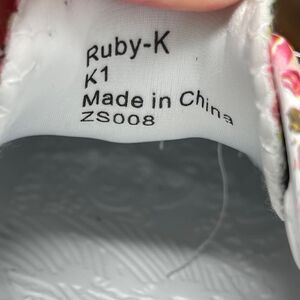 Ruby-K
K1
Made in China
ZS008